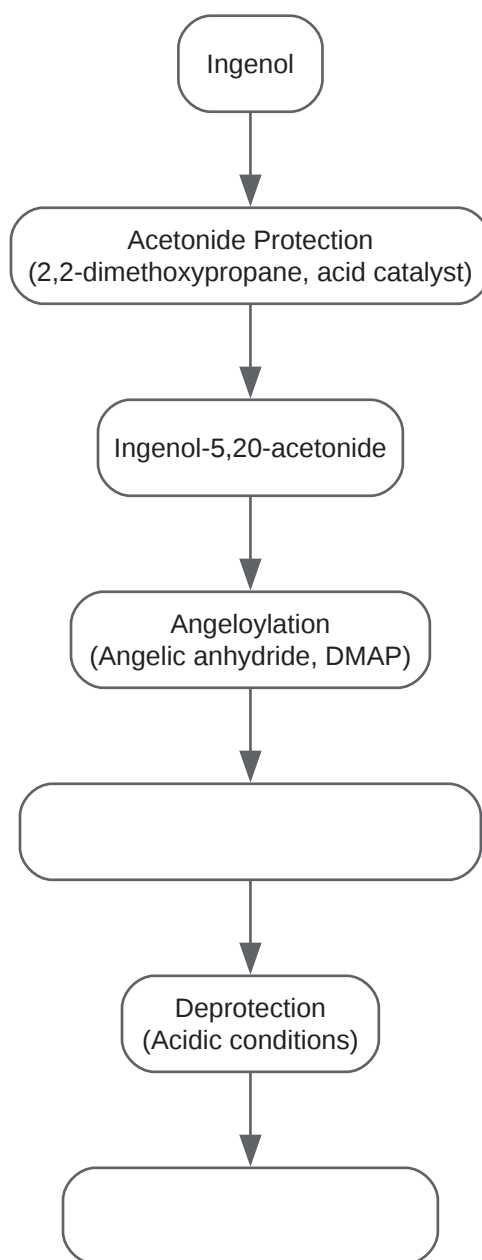 Ingenol
Acetonide Protection
(2,2-dimethoxypropane, acid catalyst)
Ingenol-5,20-acetonide
Angeloylation
(Angelic anhydride, DMAP)
Deprotection
(Acidic conditions)